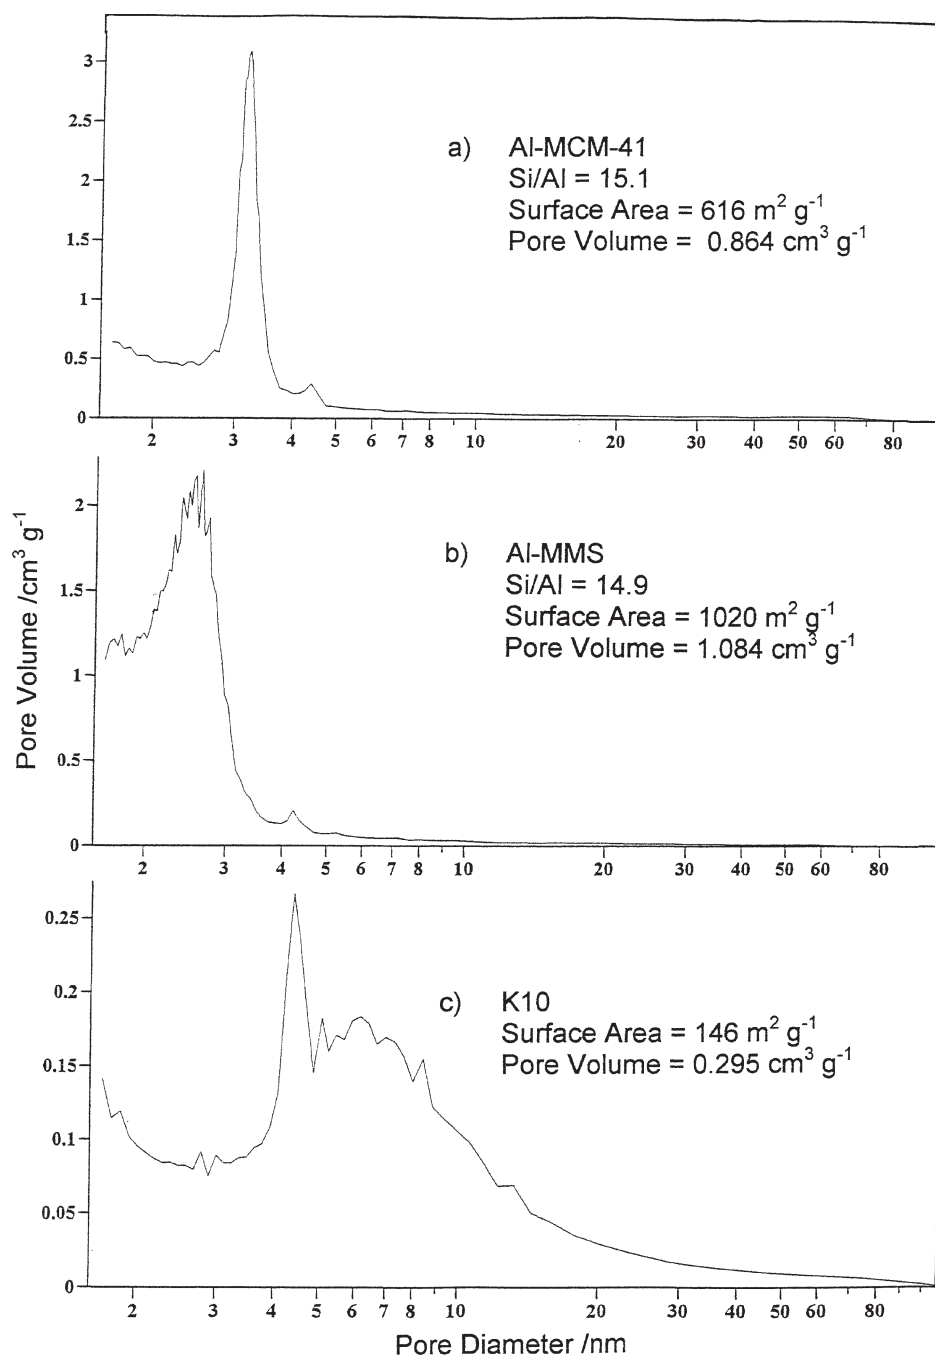 3
2.5
2
1.5
1
0.5
0
a) Al-MCM-41
Si/Al = 15.1
Surface Area = 616 m² g⁻¹
Pore Volume = 0.864 cm³ g⁻¹
2 3 4 5 6 7 8 10 20 30 40 50 60 80
Pore Volume /cm³ g⁻¹
2
1.5
1
0.5
0
b) Al-MMS
Si/Al = 14.9
Surface Area = 1020 m² g⁻¹
Pore Volume = 1.084 cm³ g⁻¹
2 3 4 5 6 7 8 10 20 30 40 50 60 80
0.25
0.2
0.15
0.1
0.05
0
c) K10
Surface Area = 146 m² g⁻¹
Pore Volume = 0.295 cm³ g⁻¹
2 3 4 5 6 7 8 10 20 30 40 50 60 80
Pore Diameter /nm